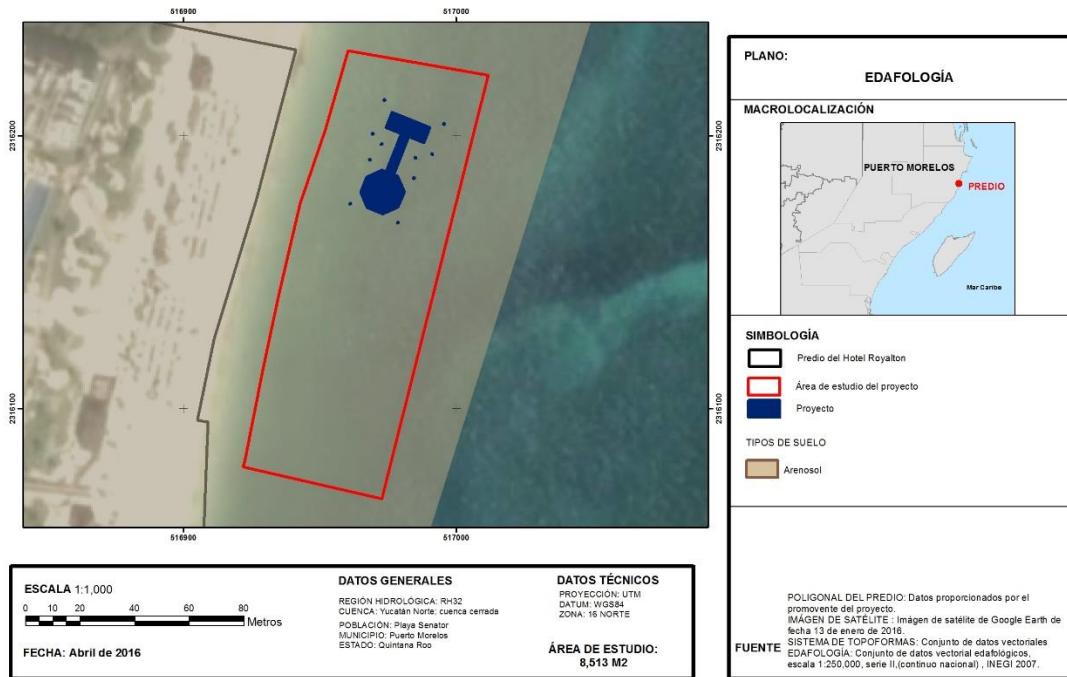 516900
517000
2316200
2316200
2316100
2316100
516900
517000
PLANO:
EDAFOLOGÍA
MACROLOCALIZACIÓN
PUERTO MORELOS
PREDIO
Mar Caribe
SIMBOLOGÍA
Predio del Hotel Royalton
Área de estudio del proyecto
Proyecto
TIPOS DE SUELO
Arenosol
FUENTE
POLIGONAL DEL PREDIO: Datos proporcionados por el
promovente del proyecto.
IMÁGEN DE SATÉLITE : Imágen de satélite de Google Earth de
fecha 13 de enero de 2016.
SISTEMA DE TOPOFORMAS: Conjunto de datos vectoriales
EDAFOLOGÍA: Conjunto de datos vectorial edafológicos,
escala 1:250,000, serie II,(continuo nacional) , INEGI 2007.
ESCALA 1:1,000
0 5 10 20 40 60 80
Metros
FECHA: Abril de 2016
DATOS GENERALES
REGIÓN HIDROLÓGICA: RH32
CUENCA: Yucatán Norte: cuenca cerrada
POBLACIÓN: Playa Senator
MUNICIPIO: Puerto Morelos
ESTADO: Quintana Roo
DATOS TÉCNICOS
PROYECCIÓN: UTM
DATUM: WGS84
ZONA: 16 NORTE
ÁREA DE ESTUDIO:
8,513 M2